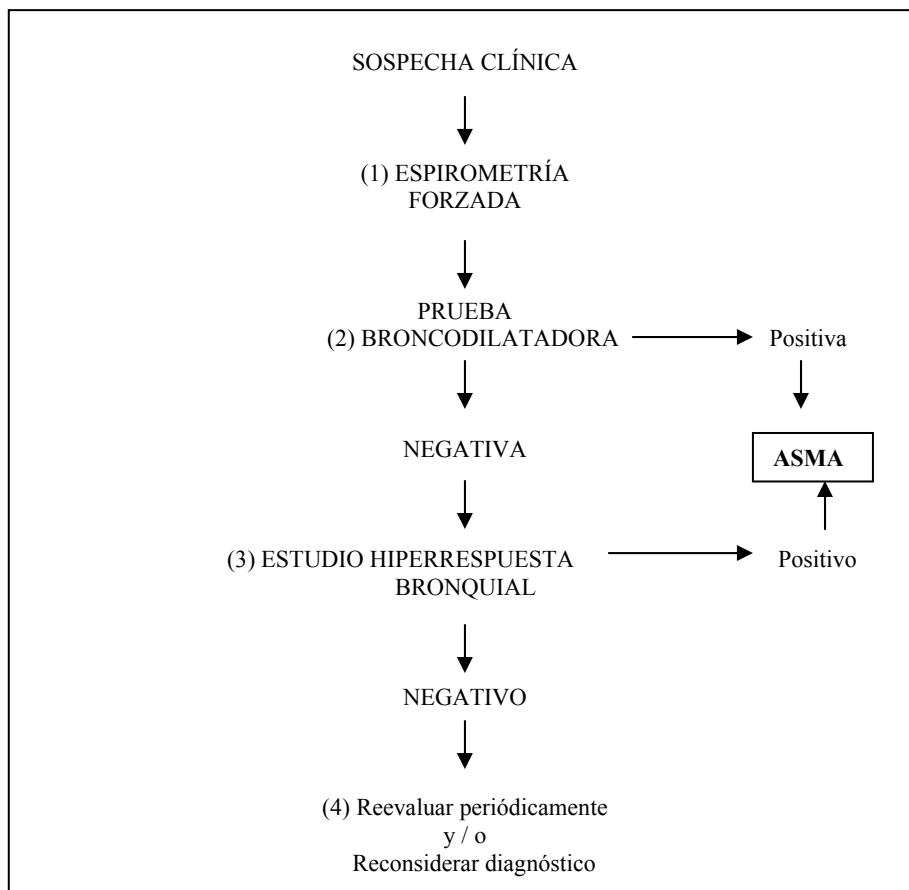 SOSPECHA CLÍNICA
(1) ESPIROMETRÍA
FORZADA
PRUEBA
(2) BRONCODILATADORA
Positiva
NEGATIVA
ASMA
(3) ESTUDIO HIPERRESPUESTA
BRONQUIAL
Positivo
NEGATIVO
(4) Reevaluar periódicamente
y / o
Reconsiderar diagnóstico